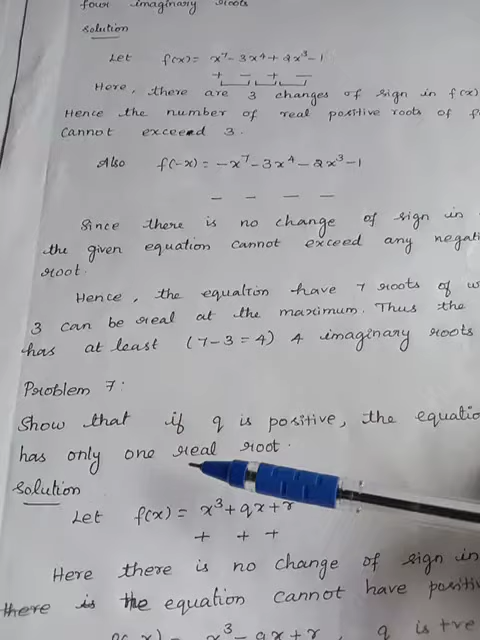 four imaginary roots
Solution
Let f(x) = x⁷ - 3x⁴ + 2x³ - 1
+ - + -
Here, there are 3 changes of sign in f(x)
Hence the number of real positive roots of
cannot exceed 3.
Also f(-x) = -x⁷ - 3x⁴ - 2x³ - 1
- - - -
Since there is no change of sign in
the given equation cannot exceed any negati
root.
Hence, the equation have 7 roots of w
3 can be real at the maximum. Thus the
has at least (7-3=4) 4 imaginary roots
Problem 7:
Show that if q is positive, the equatio
has only one real root.
Solution
Let f(x) = x³ + qx + r
+ + +
Here there is no change of sign in
there is the equation cannot have positi
x³ - qx + r q is +ve